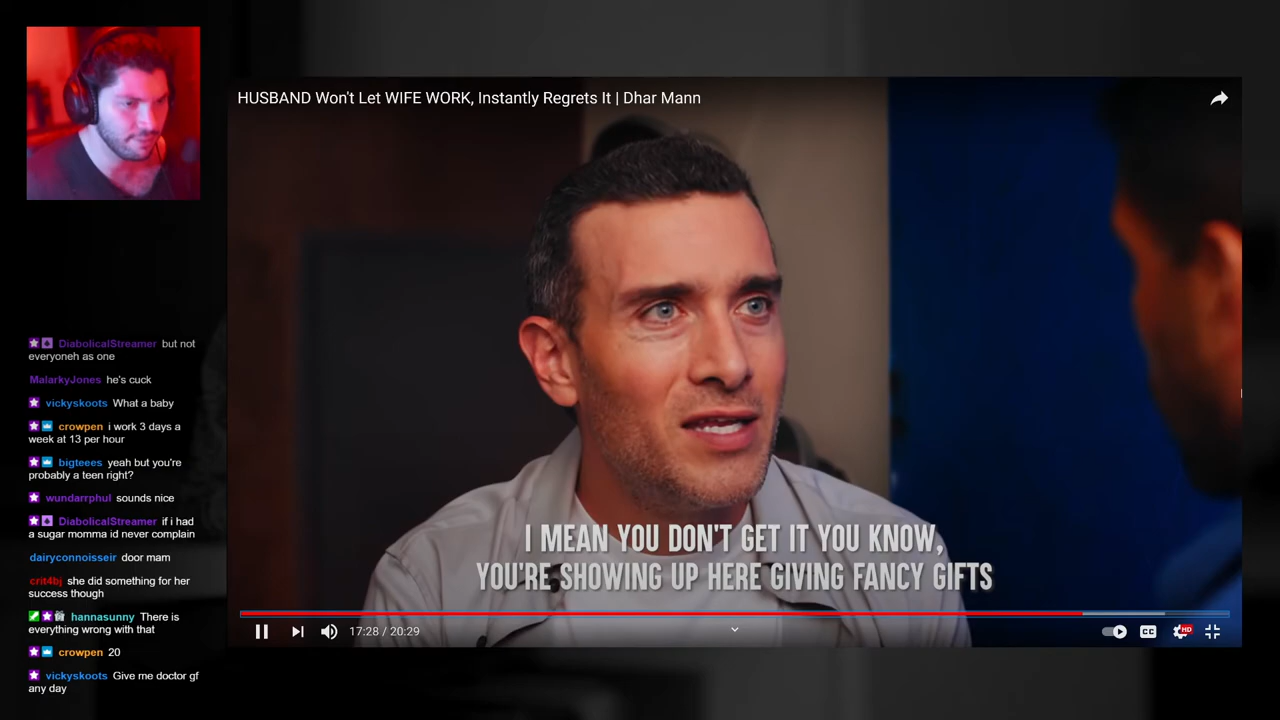 HUSBAND Won't Let WIFE WORK, Instantly Regrets It | Dhar Mann
DiabolicalStreamer but not
everyoneh as one
MalarkyJones he's cuck
vickyskoots What a baby
crowpen i work 3 days a
week at 13 per hour
bigteees yeah but you're
probably a teen right?
wundarrphul sounds nice
DiabolicalStreamer if i had
a sugar momma id never complain
dairyconnoisseir door mam
crit4bj she did something for her
success though
hannasunny There is
everything wrong with that
crowpen 20
vickyskoots Give me doctor gf
any day
I MEAN YOU DON'T GET IT YOU KNOW,
YOU'RE SHOWING UP HERE GIVING FANCY GIFTS
17:28 / 20:29
CC
HD